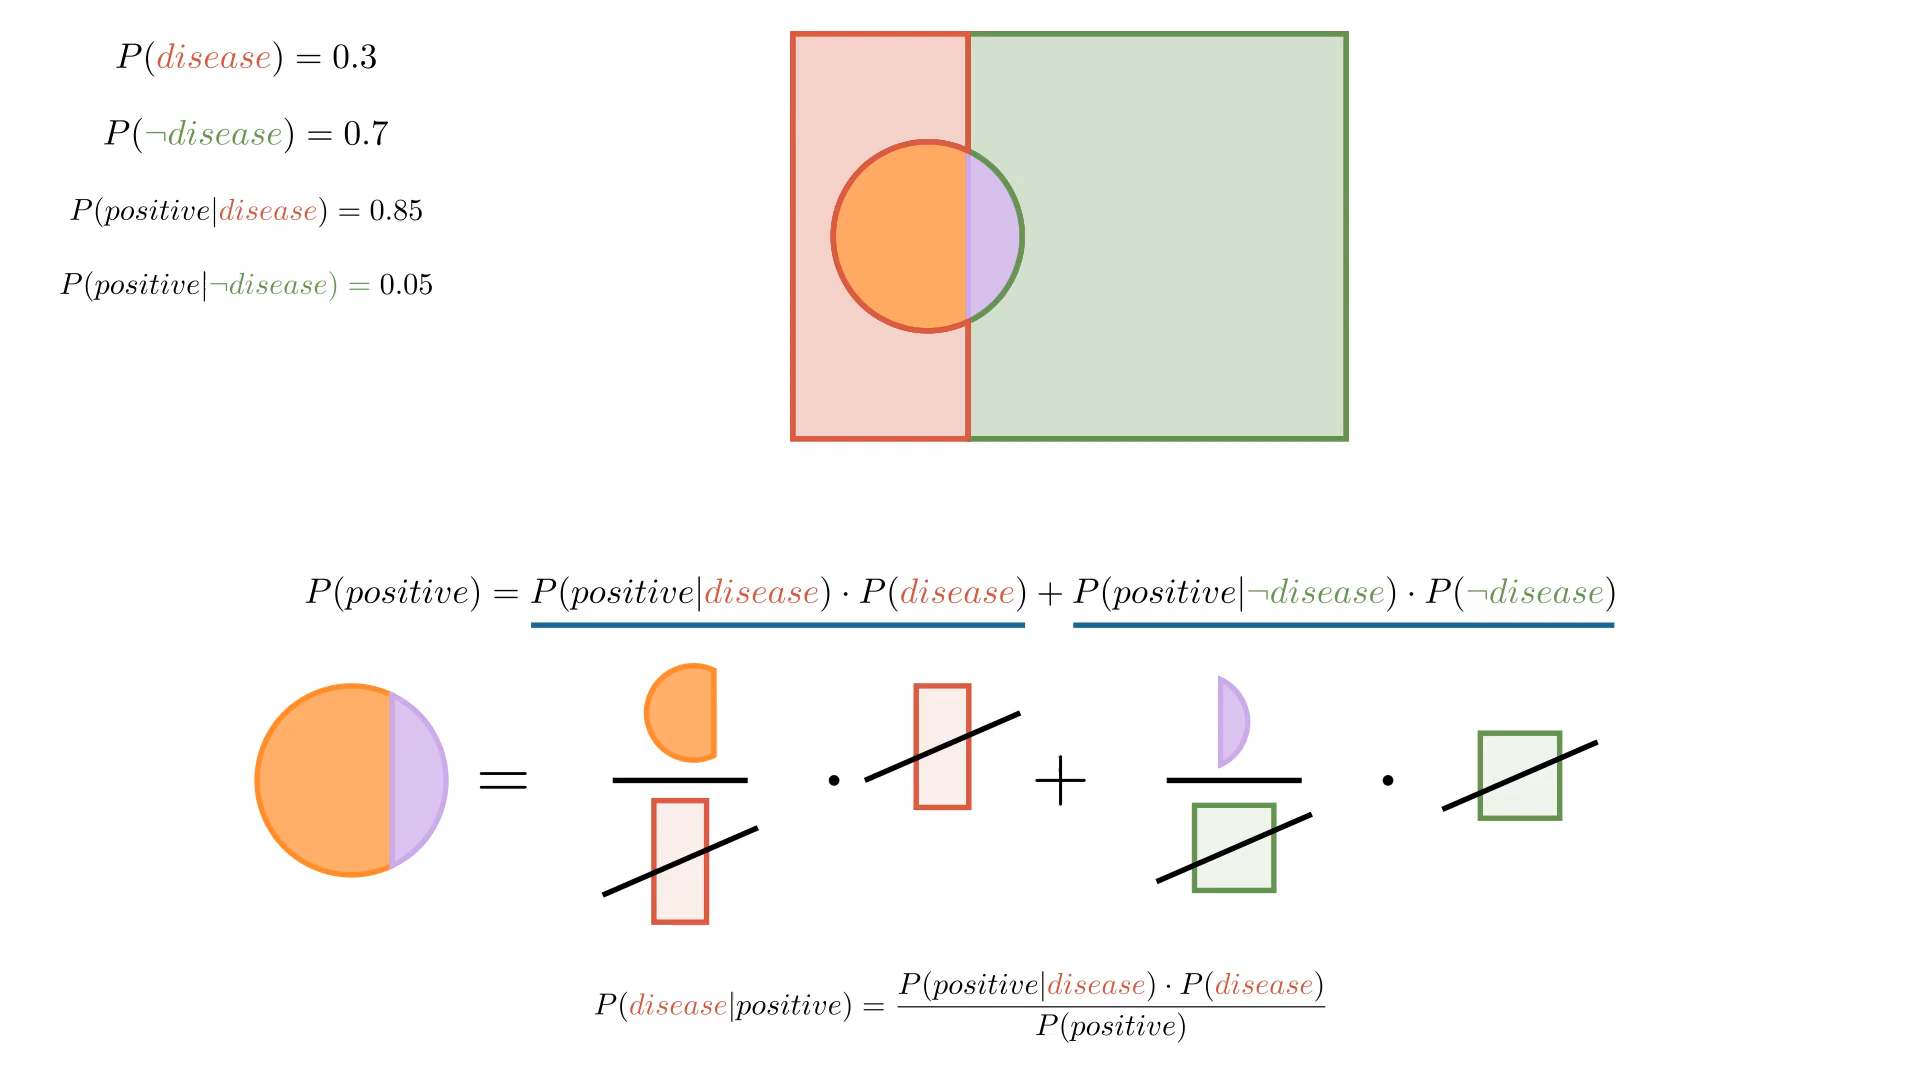 P(disease) = 0.3
P(¬disease) = 0.7
P(positive|disease) = 0.85
P(positive|¬disease) = 0.05
P(positive) = P(positive|disease) · P(disease) + P(positive|¬disease) · P(¬disease)
= · + ·
P(disease|positive) = P(positive|disease) · P(disease)
P(positive)